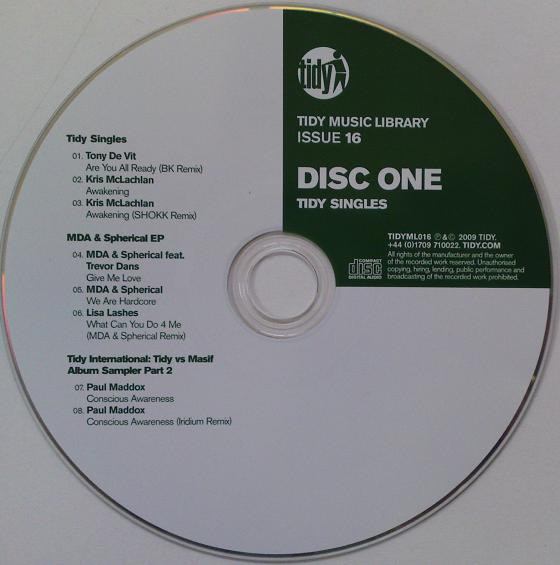 tidy
TIDY MUSIC LIBRARY
ISSUE 16
DISC ONE
TIDY SINGLES
TIDYML016 ℗ & © 2009 TIDY.
+44 (0)1709 710022. TIDY.COM
All rights of the manufacturer and the owner
of the recorded work reserved. Unauthorised
copying, hiring, lending, public performance and
broadcasting of the recorded work prohibited.
COMPACT
disc
DIGITAL AUDIO
Tidy Singles
01. Tony De Vit
Are You All Ready (BK Remix)
02. Kris McLachlan
Awakening
03. Kris McLachlan
Awakening (SHOKK Remix)
MDA & Spherical EP
04. MDA & Spherical feat.
Trevor Dans
Give Me Love
05. MDA & Spherical
We Are Hardcore
06. Lisa Lashes
What Can You Do 4 Me
(MDA & Spherical Remix)
Tidy International: Tidy vs Masif
Album Sampler Part 2
07. Paul Maddox
Conscious Awareness
08. Paul Maddox
Conscious Awareness (Iridium Remix)